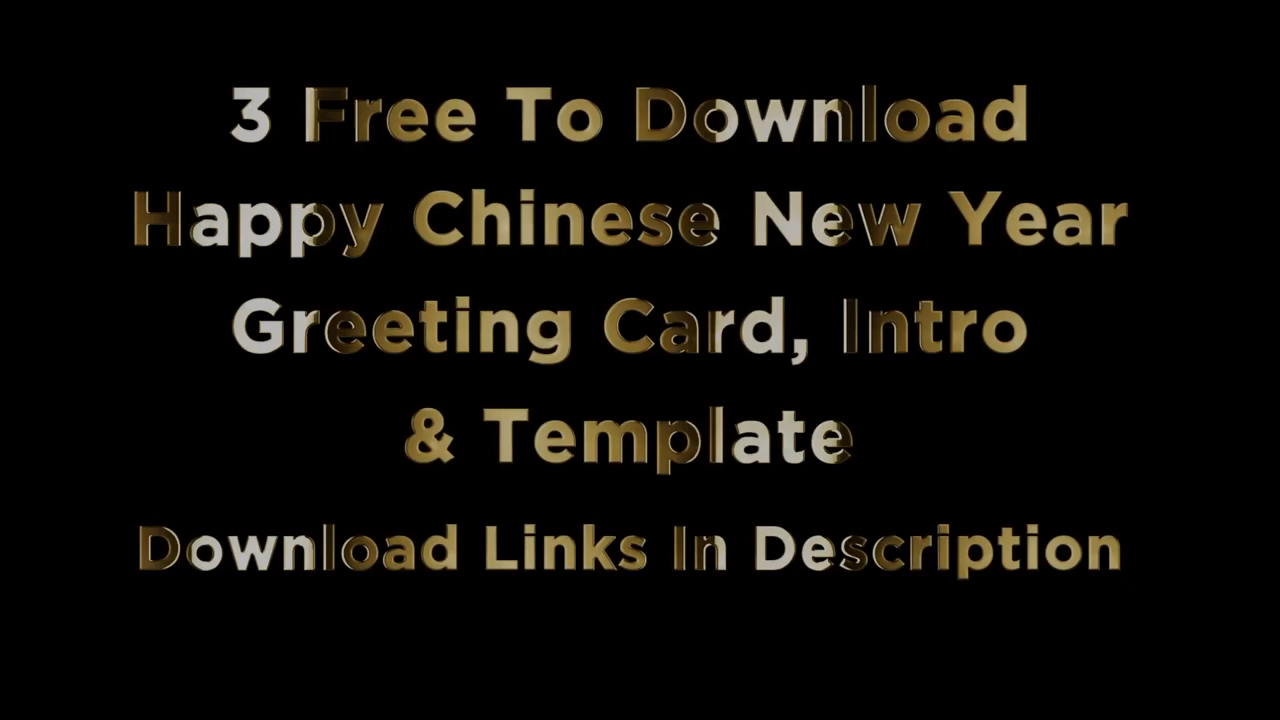 3 Free To Download
Happy Chinese New Year
Greeting Card, Intro
& Template
Download Links In Description